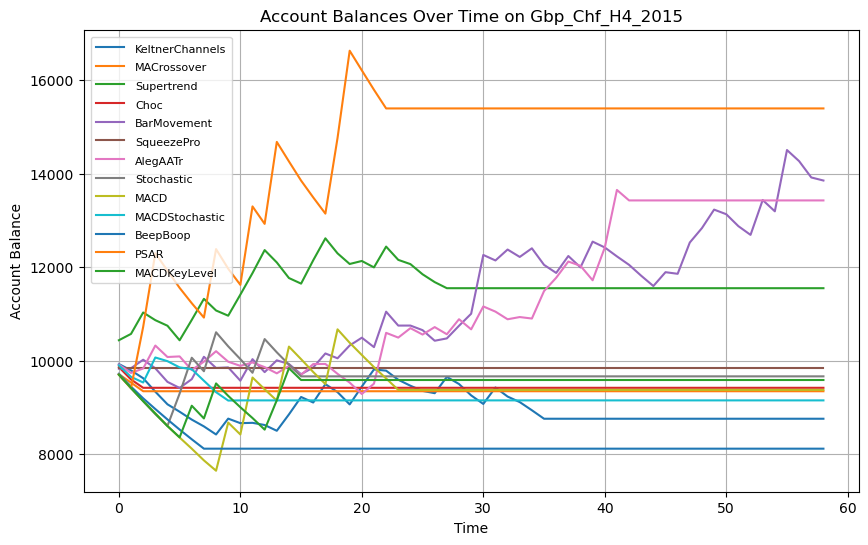 Account Balances Over Time on Gbp_Chf_H4_2015
KeltnerChannels
MACrossover
Supertrend
Choc
BarMovement
SqueezePro
AlegAATr
Stochastic
MACD
MACDStochastic
BeepBoop
PSAR
MACDKeyLevel
Account Balance
16000
14000
12000
10000
8000
0 10 20 30 40 50 60
Time